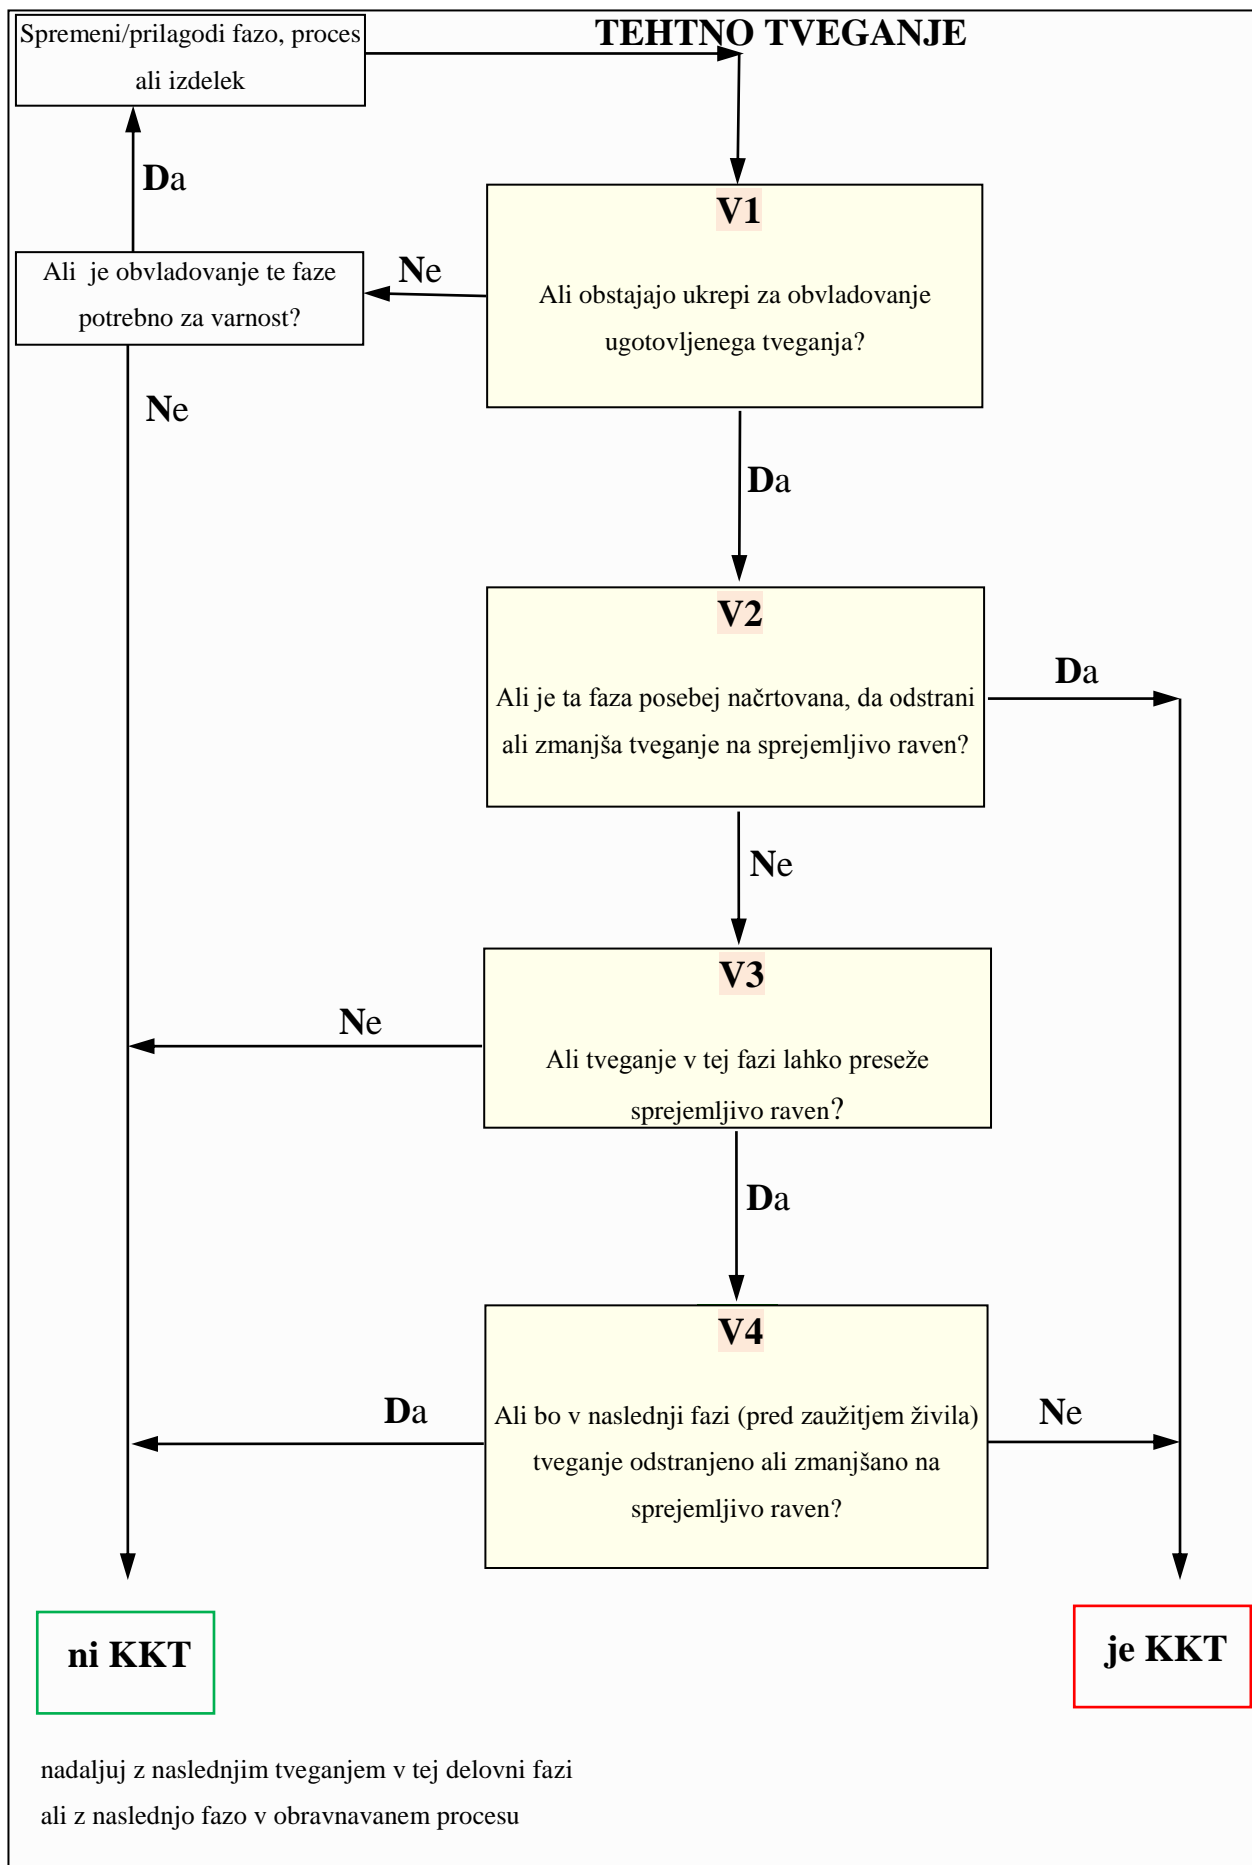 TEHTNO TVEGANJE
Spremeni/prilagodi fazo, proces
ali izdelek
Da
V1
Ali obstajajo ukrepi za obvladovanje
ugotovljenega tveganja?
Ne
Ali  je obvladovanje te faze
potrebno za varnost?
Ne
Da
V2
Ali je ta faza posebej načrtovana, da odstrani
ali zmanjša tveganje na sprejemljivo raven?
Da
Ne
V3
Ali tveganje v tej fazi lahko preseže
sprejemljivo raven?
Ne
Da
V4
Ali bo v naslednji fazi (pred zaužitjem živila)
tveganje odstranjeno ali zmanjšano na
sprejemljivo raven?
Da
Ne
ni KKT
je KKT
nadaljuj z naslednjim tveganjem v tej delovni fazi
ali z naslednjo fazo v obravnavanem procesu